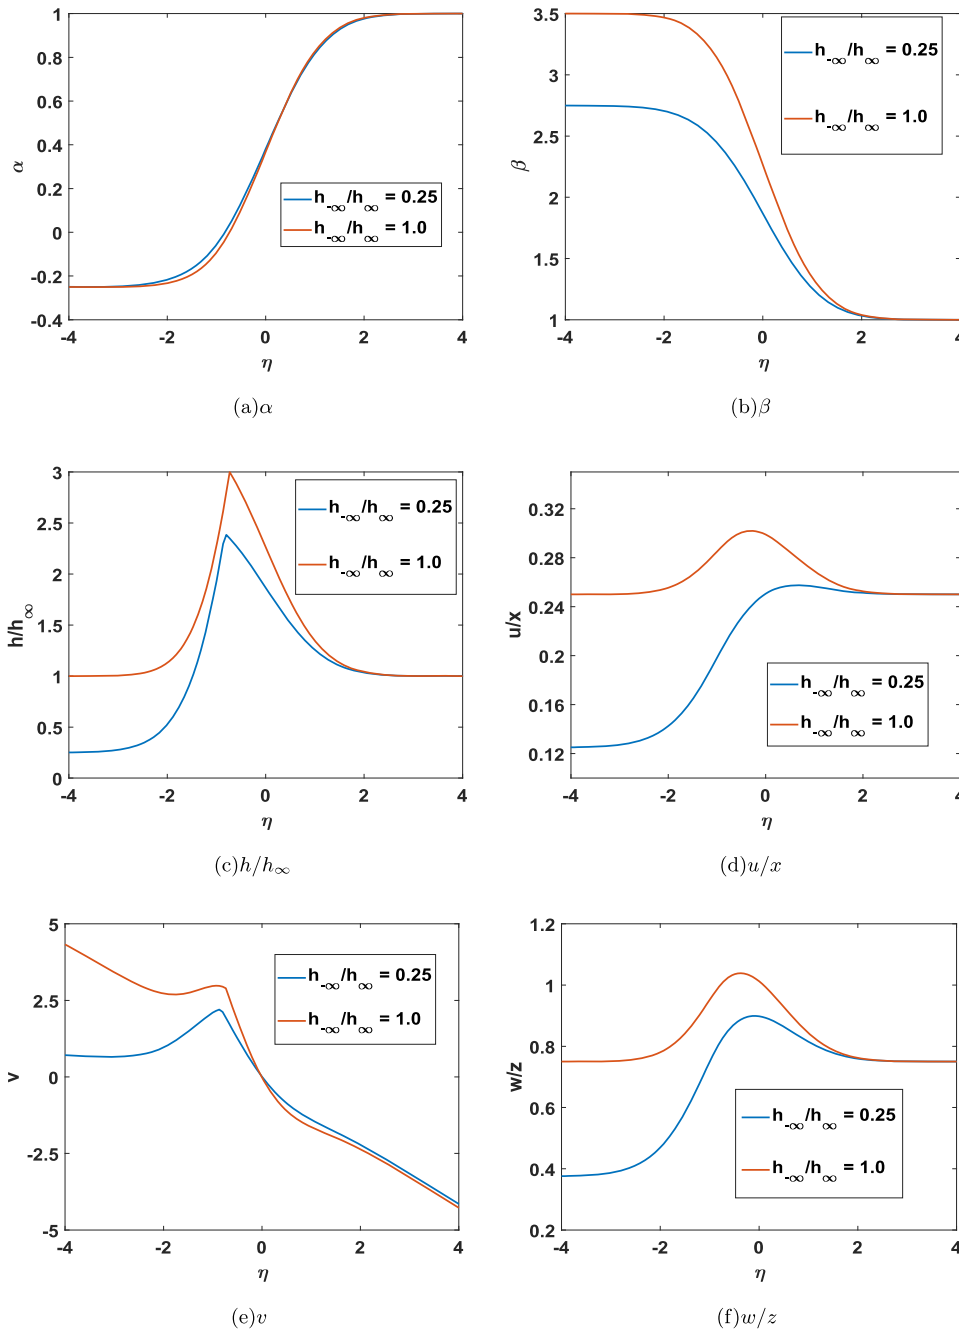 1
0.8
0.6
0.4
0.2
0
-0.2
-0.4
-4 -2 0 2 4
α
η
h-∞/h∞ = 0.25
h-∞/h∞ = 1.0
(a)α
3.5
3
2.5
2
1.5
1
-4 -2 0 2 4
β
η
h-∞/h∞ = 0.25
h-∞/h∞ = 1.0
(b)β
3
2.5
2
1.5
1
0.5
0
-4 -2 0 2 4
h/h∞
η
h-∞/h∞ = 0.25
h-∞/h∞ = 1.0
(c)h/h∞
0.32
0.28
0.24
0.2
0.16
0.12
-4 -2 0 2 4
u/x
η
h-∞/h∞ = 0.25
h-∞/h∞ = 1.0
(d)u/x
5
2.5
0
-2.5
-5
-4 -2 0 2 4
v
η
h-∞/h∞ = 0.25
h-∞/h∞ = 1.0
(e)v
1.2
1
0.8
0.6
0.4
0.2
-4 -2 0 2 4
w/z
η
h-∞/h∞ = 0.25
h-∞/h∞ = 1.0
(f)w/z